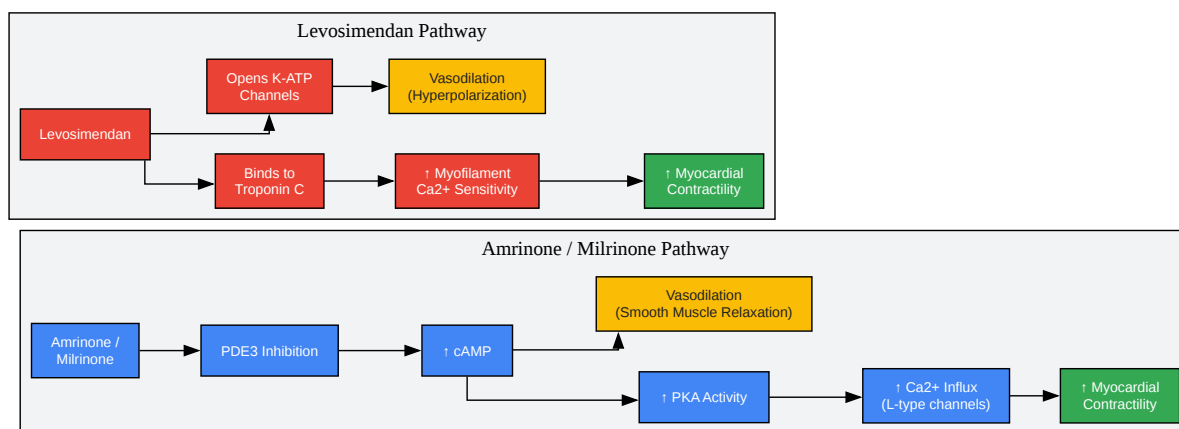 Levosimendan Pathway
Opens K-ATP
Channels
Vasodilation
(Hyperpolarization)
Levosimendan
Binds to
Troponin C
↑ Myofilament
Ca2+ Sensitivity
↑ Myocardial
Contractility
Amrinone / Milrinone Pathway
Vasodilation
(Smooth Muscle Relaxation)
Amrinone /
Milrinone
PDE3 Inhibition
↑ cAMP
↑ PKA Activity
↑ Ca2+ Influx
(L-type channels)
↑ Myocardial
Contractility